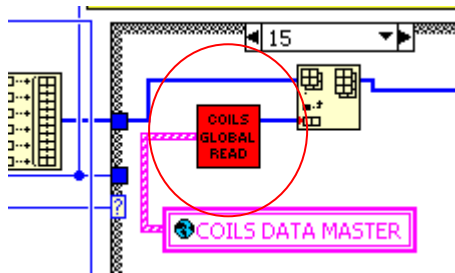 15
COILS
GLOBAL
READ
?
COILS DATA MASTER